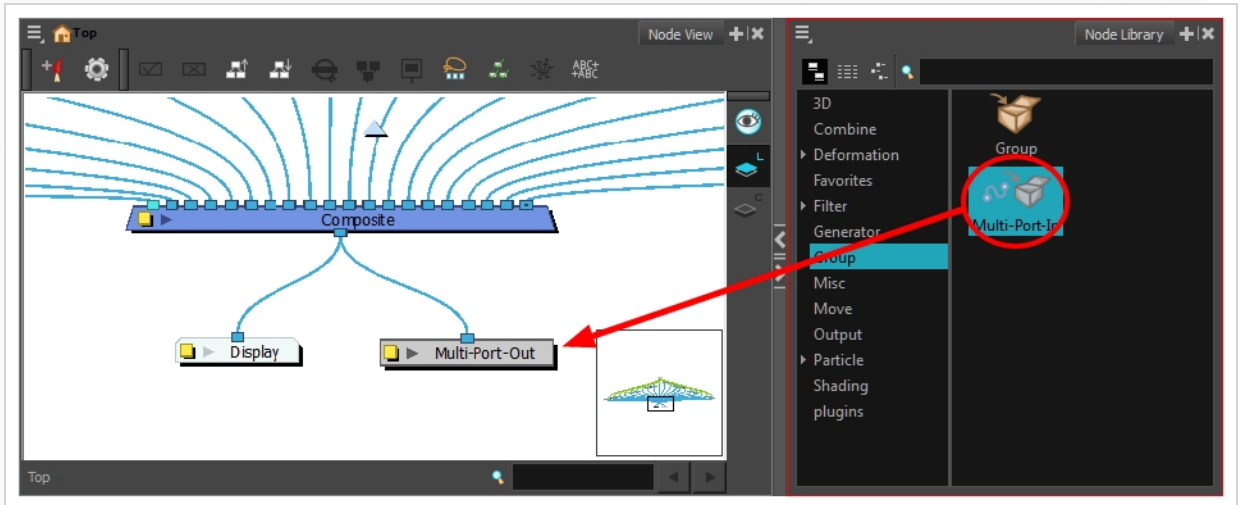 Top
Node View
Node Library
ABC+
+ABC
L
C
3D
Combine
Deformation
Favorites
Filter
Generator
Group
Misc
Move
Output
Particle
Shading
plugins
Group
Multi-Port-In
Composite
Display
Multi-Port-Out
Top